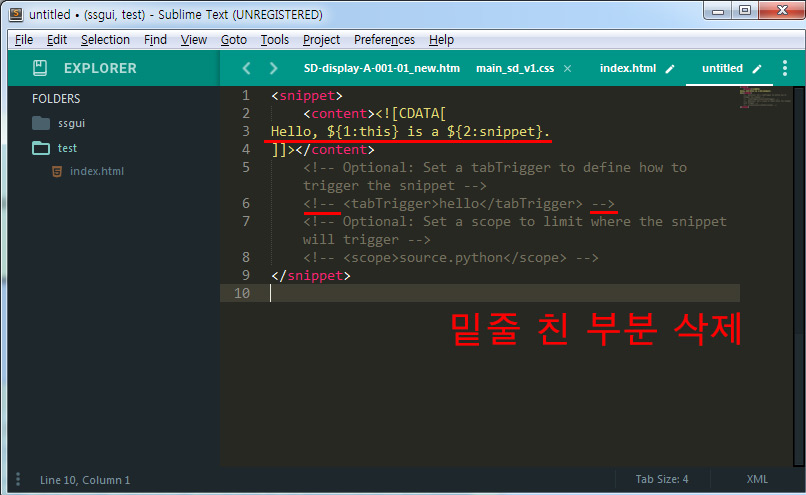 untitled • (ssgui, test) - Sublime Text (UNREGISTERED)
File Edit Selection Find View Goto Tools Project Preferences Help
EXPLORER
SD-display-A-001-01_new.htm main_sd_v1.css × index.html untitled
FOLDERS
ssgui
test
index.html
1 <snippet>
2 <content><![CDATA[
3 Hello, ${1:this} is a ${2:snippet}.
4 ]]></content>
5 <!-- Optional: Set a tabTrigger to define how to
trigger the snippet -->
6 <!-- <tabTrigger>hello</tabTrigger> -->
7 <!-- Optional: Set a scope to limit where the snippet
will trigger -->
8 <!-- <scope>source.python</scope> -->
9 </snippet>
10
밑줄 친 부분 삭제
Line 10, Column 1 Tab Size: 4 XML